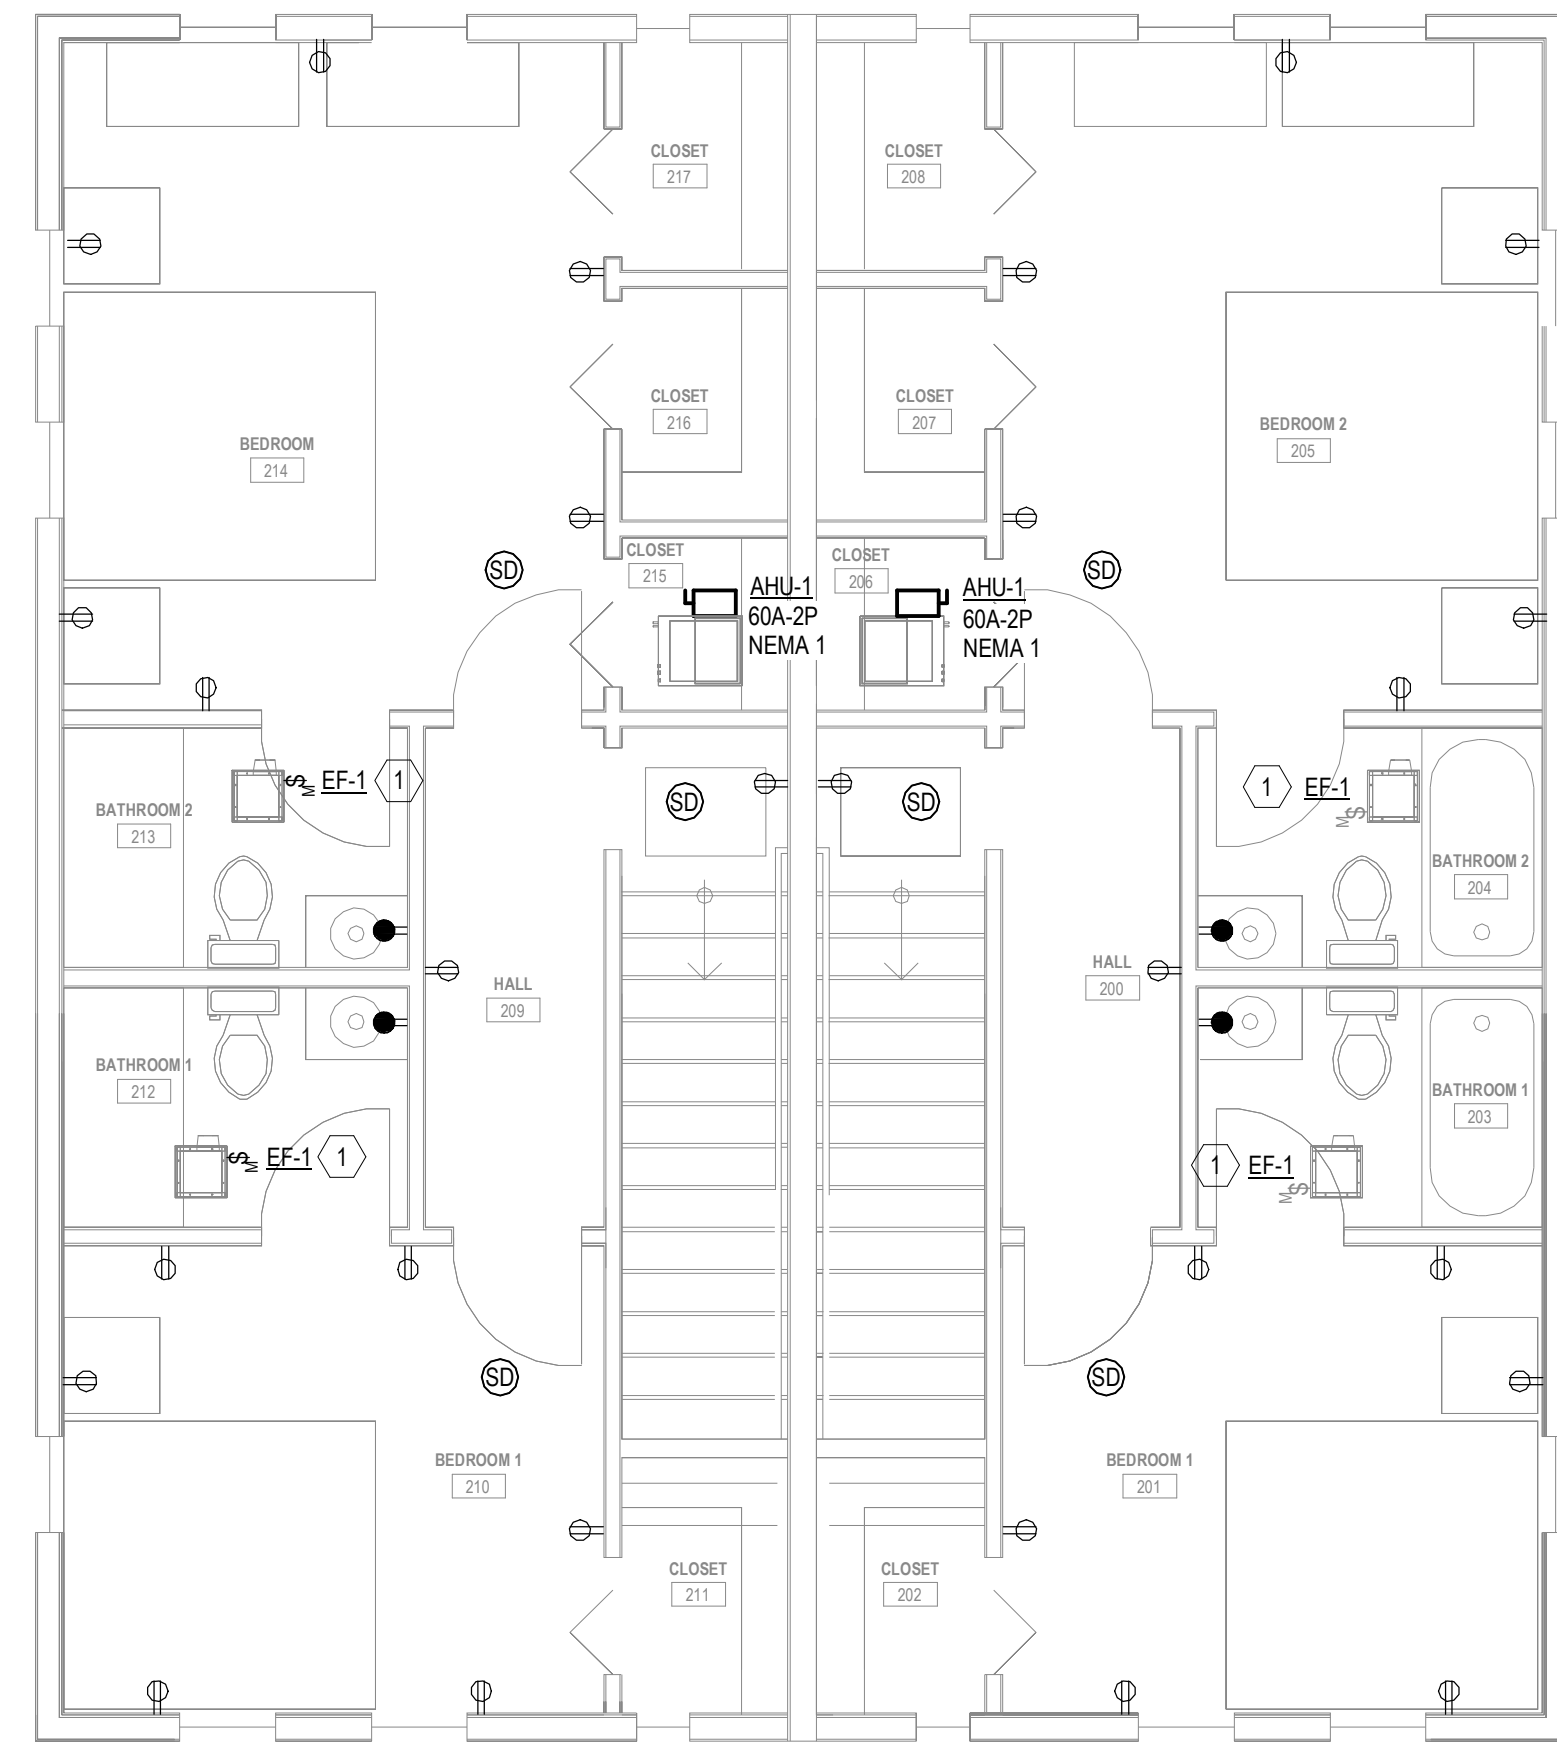 CLOSET
217
CLOSET
208
CLOSET
216
CLOSET
207
BEDROOM
214
BEDROOM 2
205
CLOSET
215
CLOSET
206
SD
SD
AHU-1
60A-2P
NEMA 1
AHU-1
60A-2P
NEMA 1
BATHROOM 2
213
$
M
EF-1
1
SD
SD
1
EF-1
$
M
BATHROOM 2
204
HALL
209
HALL
200
BATHROOM 1
212
$
M
EF-1
1
1
EF-1
$
M
BATHROOM 1
203
SD
SD
BEDROOM 1
210
BEDROOM 1
201
CLOSET
211
CLOSET
202